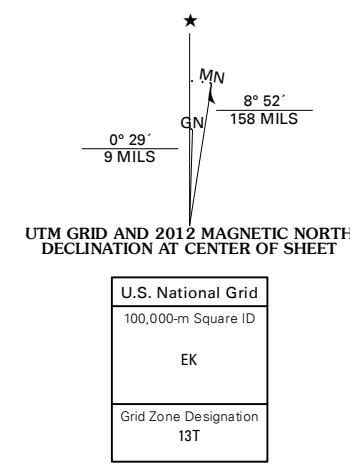 MN
8° 52´
158 MILS
GN
0° 29´
9 MILS
UTM GRID AND 2012 MAGNETIC NORTH
DECLINATION AT CENTER OF SHEET
U.S. National Grid
100,000-m Square ID
EK
Grid Zone Designation
13T